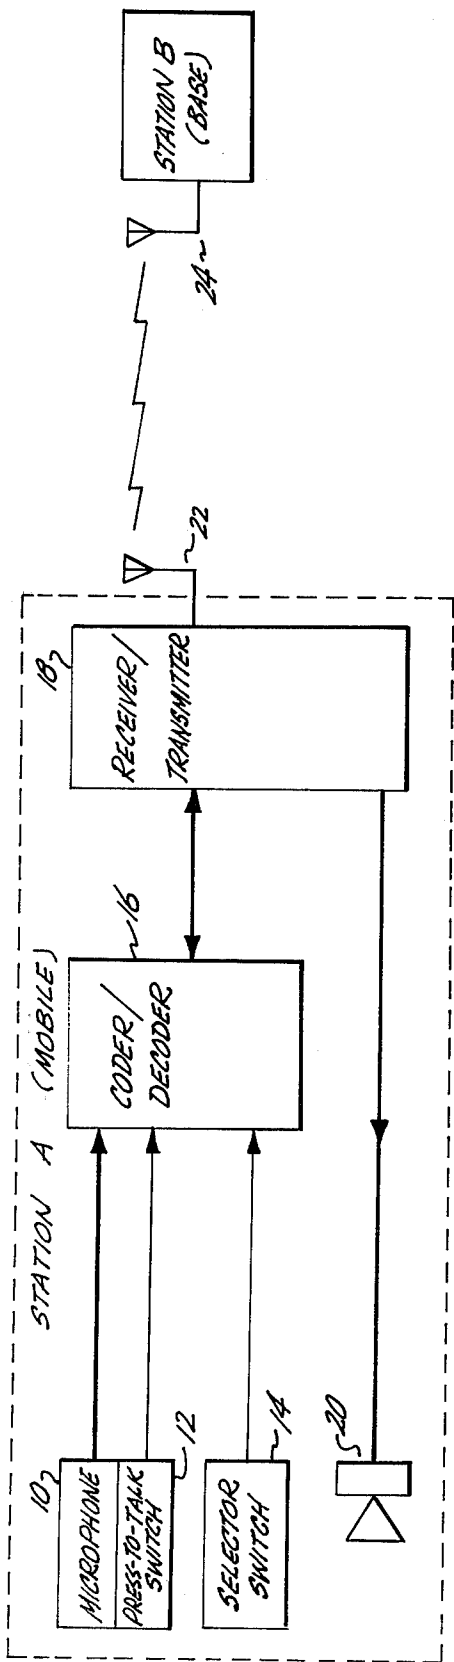 STATION A (MOBILE)
10
MICROPHONE
PRESS-TO-TALK
SWITCH
12
SELECTOR
SWITCH
14
20
CODER/
DECODER
16
18
RECEIVER/
TRANSMITTER
22
24
STATION B
(BASE)